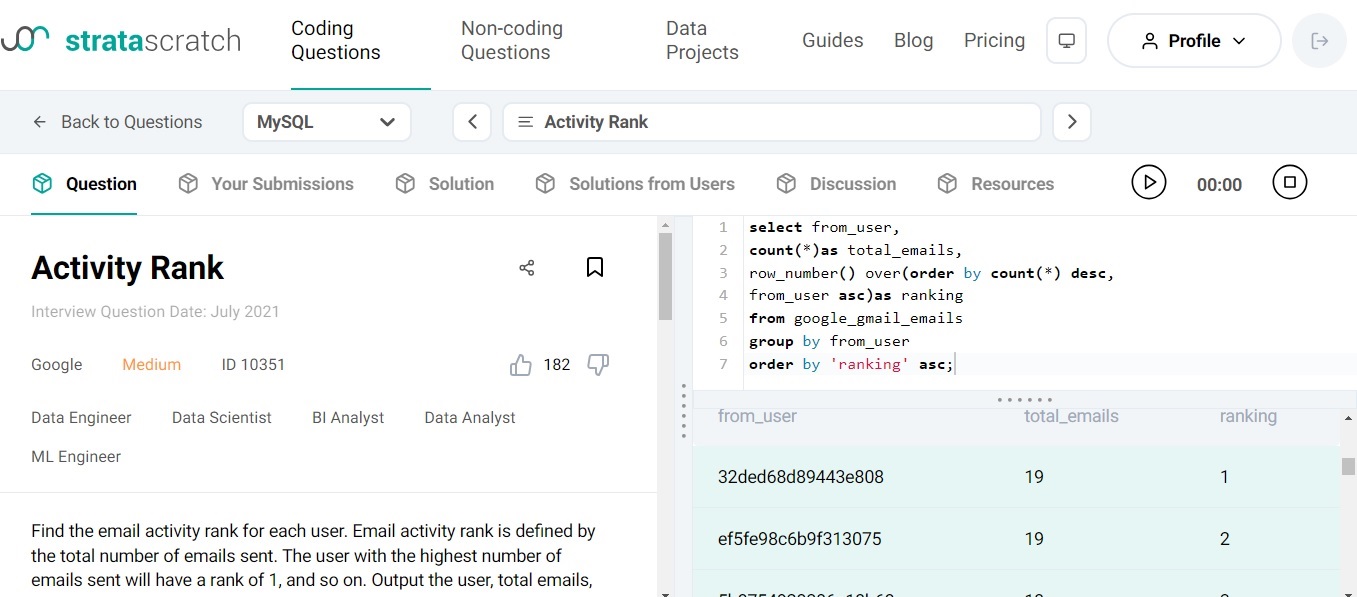 stratascratch
Coding
Questions
Non-coding
Questions
Data
Projects
Guides
Blog
Pricing
Profile
Back to Questions
MySQL
Activity Rank
Question
Your Submissions
Solution
Solutions from Users
Discussion
Resources
00:00
Activity Rank
Interview Question Date: July 2021
Google Medium ID 10351
182
Data Engineer Data Scientist BI Analyst Data Analyst
ML Engineer
Find the email activity rank for each user. Email activity rank is defined by
the total number of emails sent. The user with the highest number of
emails sent will have a rank of 1, and so on. Output the user, total emails,
1 select from_user,
2 count(*)as total_emails,
3 row_number() over(order by count(*) desc,
4 from_user asc)as ranking
5 from google_gmail_emails
6 group by from_user
7 order by 'ranking' asc;
from_user total_emails ranking
32ded68d89443e808 19 1
ef5fe98c6b9f313075 19 2